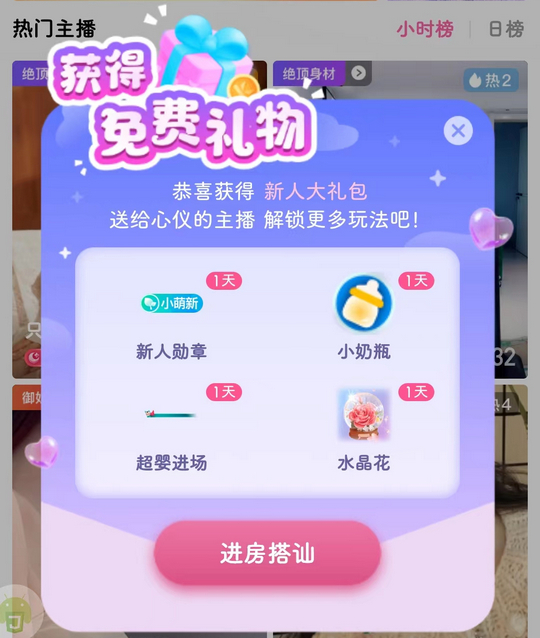 热门主播
小时榜
日榜
绝顶
绝顶身材
热2
获得
免费礼物
恭喜获得 新人大礼包
送给心仪的主播 解锁更多玩法吧!
1天
1天
小萌新
新人勋章
小奶瓶
1天
1天
超婴进场
水晶花
只
32
御
热4
进房搭讪